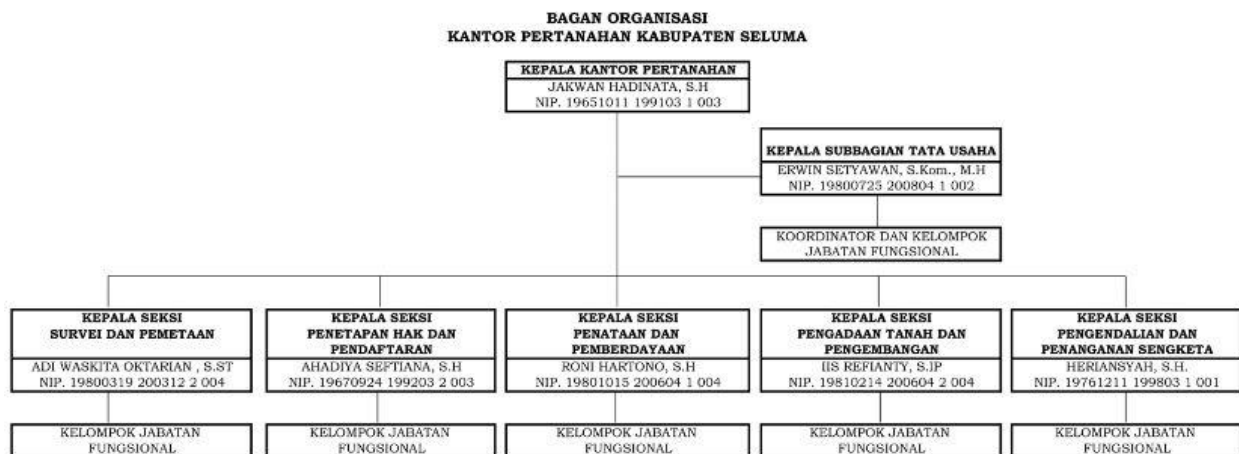 BAGAN ORGANISASI
KANTOR PERTANAHAN KABUPATEN SELUMA
KEPALA KANTOR PERTANAHAN
JAKWAN HADINATA, S.H
NIP. 19651011 199103 1 003
KEPALA SUBBAGIAN TATA USAHA
ERWIN SETYAWAN, S.Kom., M.H
NIP. 19800725 200804 1 002
KOORDINATOR DAN KELOMPOK
JABATAN FUNGSIONAL
KEPALA SEKSI
SURVEI DAN PEMETAAN
ADI WASKITA OKTARIAN , S.ST
NIP. 19800319 200312 2 004
KELOMPOK JABATAN
FUNGSIONAL
KEPALA SEKSI
PENETAPAN HAK DAN
PENDAFTARAN
AHADIYA SEFTIANA, S.H
NIP. 19670924 199203 2 003
KELOMPOK JABATAN
FUNGSIONAL
KEPALA SEKSI
PENATAAN DAN
PEMBERDAYAAN
RONI HARTONO, S.H
NIP. 19801015 200604 1 004
KELOMPOK JABATAN
FUNGSIONAL
KEPALA SEKSI
PENGADAAN TANAH DAN
PENGEMBANGAN
IIS REFIANTY, S.IP
NIP. 19810214 200604 2 004
KELOMPOK JABATAN
FUNGSIONAL
KEPALA SEKSI
PENGENDALIAN DAN
PENANGANAN SENGKETA
HERIANSYAH, S.H.
NIP. 19761211 199803 1 001
KELOMPOK JABATAN
FUNGSIONAL